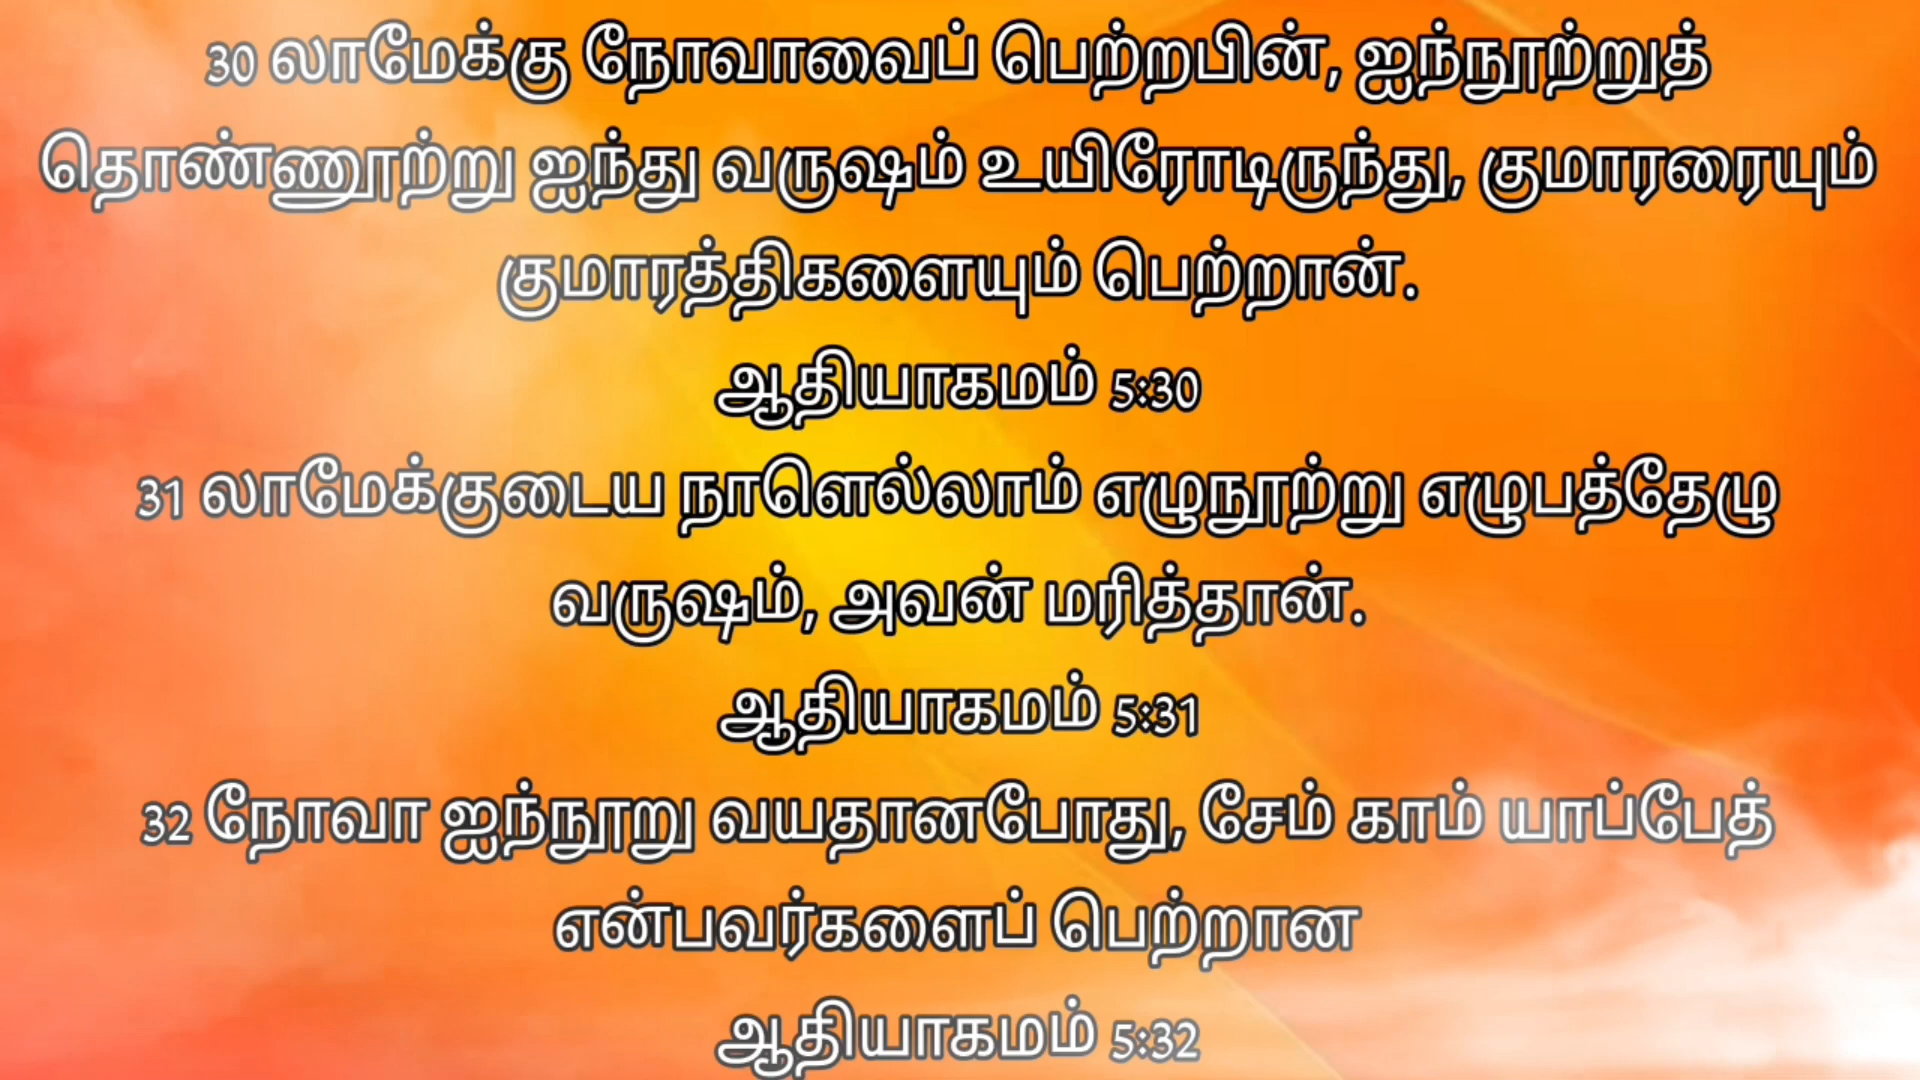 30 லாமேக்கு நோவாவைப் பெற்றபின், ஐந்நூற்றுத்
தொண்ணூற்று ஐந்து வருஷம் உயிரோடிருந்து, குமாரரையும்
குமாரத்திகளையும் பெற்றான்.
ஆதியாகமம் 5:30
31 லாமேக்குடைய நாளெல்லாம் எழுநூற்று எழுபத்தேழு
வருஷம், அவன் மரித்தான்.
ஆதியாகமம் 5:31
32 நோவா ஐந்நூறு வயதானபோது, சேம் காம் யாப்பேத்
என்பவர்களைப் பெற்றான
ஆதியாகமம் 5:32